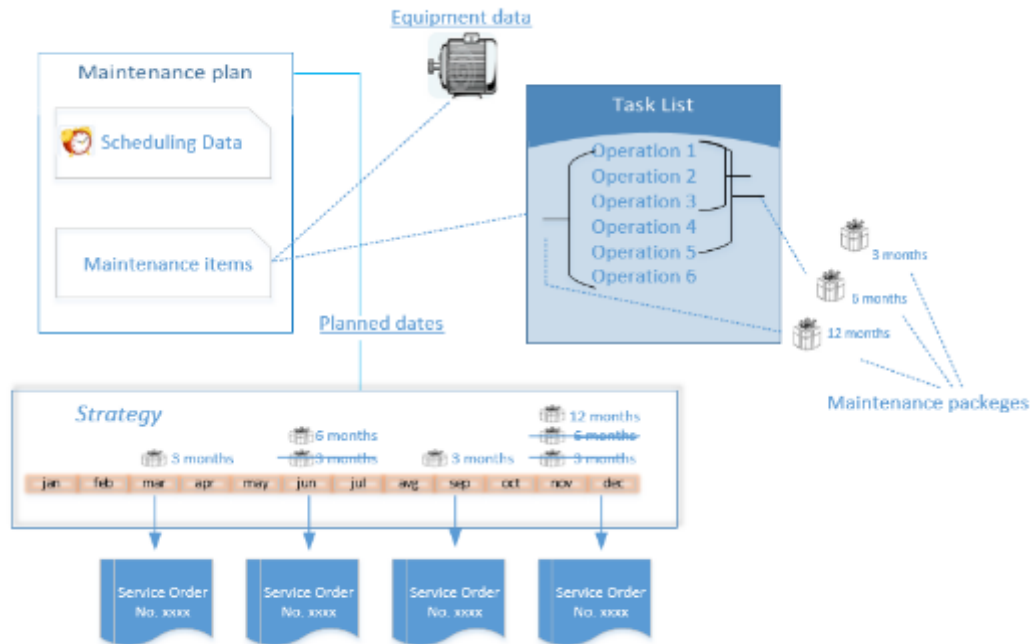 Equipment data
Maintenance plan
Scheduling Data
Maintenance items
Task List
Operation 1
Operation 2
Operation 3
Operation 4
Operation 5
Operation 6
3 months
6 months
12 months
Maintenance packeges
Planned dates
Strategy
12 months
6 months
6 months
3 months
3 months
3 months
3 months
jan feb mar apr may jun jul avg sep oct nov dec
Service Order
No. xxxx
Service Order
No. xxxx
Service Order
No. xxxx
Service Order
No. xxxx